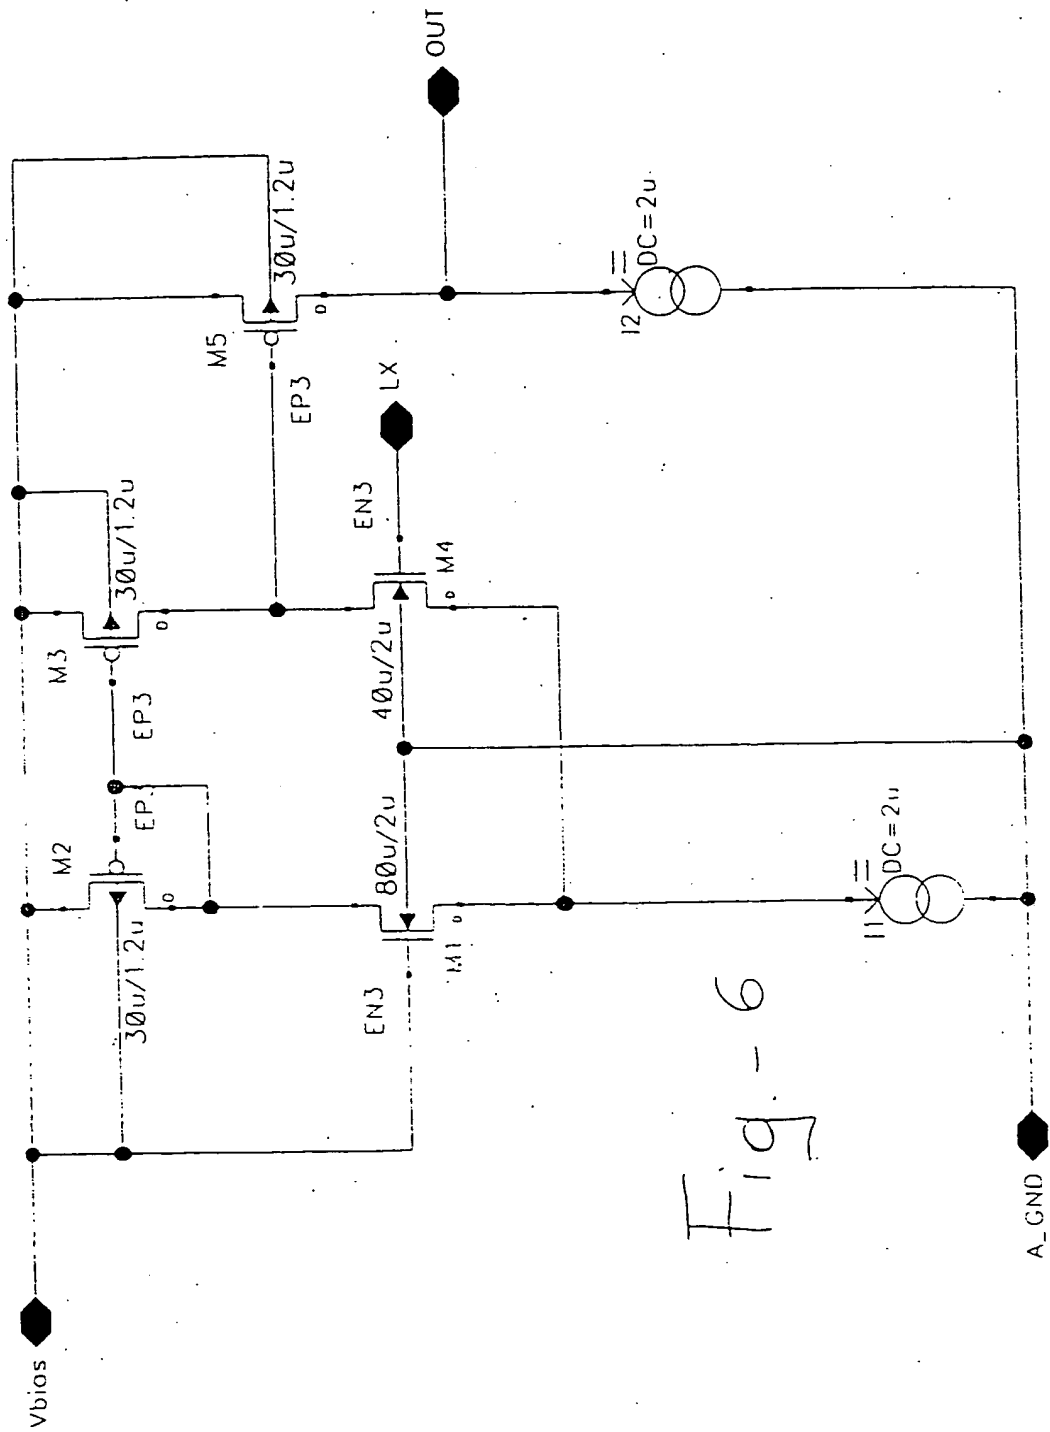 Vbias
M2
EP3
M3
30u/1.2u
30u/1.2u
M5
30u/1.2u
D
D
D
EP3
EP
OUT
EN3
M1
80u/2u
D
40u/2u
M4
D
EN3
LX
I1
DC=2u
I2
DC=2u
A_GND
Fig.-6